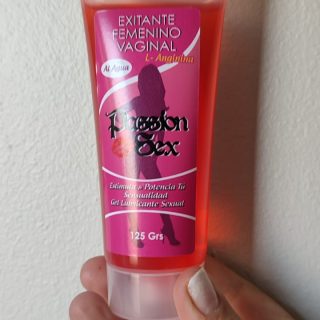 EXITANTE
FEMENINO
VAGINAL
L- Arginina
Al Agua
Passion
Sex
Estimula y Potencia Tu
Sensualidad
Gel Lubricante Sexual
125 Grs